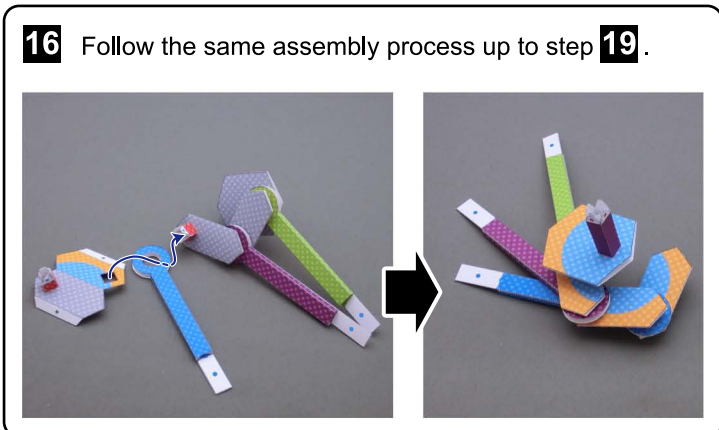 16 Follow the same assembly process up to step 19 .